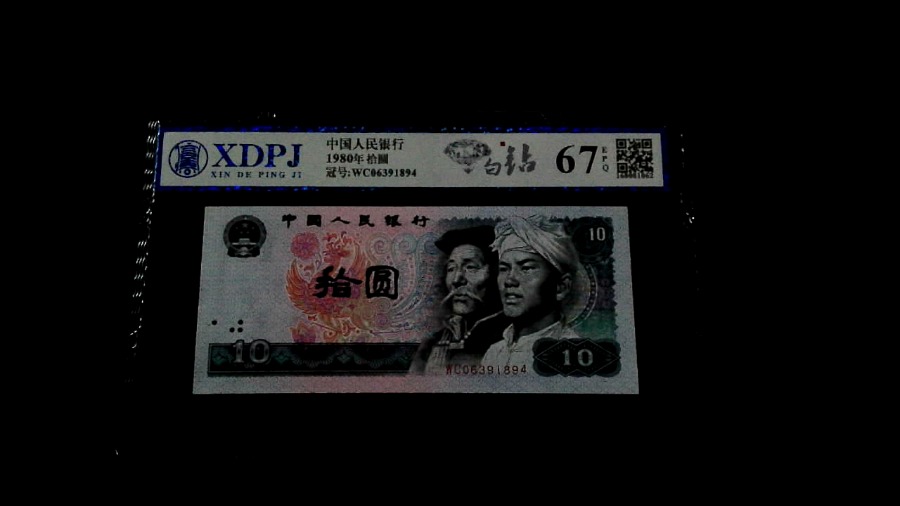 XDPJ
XIN DE PING JI
中国人民银行
1980年 拾圆
冠号:WC06391894
白钻
67
EPQ
中国人民银行
10
拾圆
10
10
WC06391894